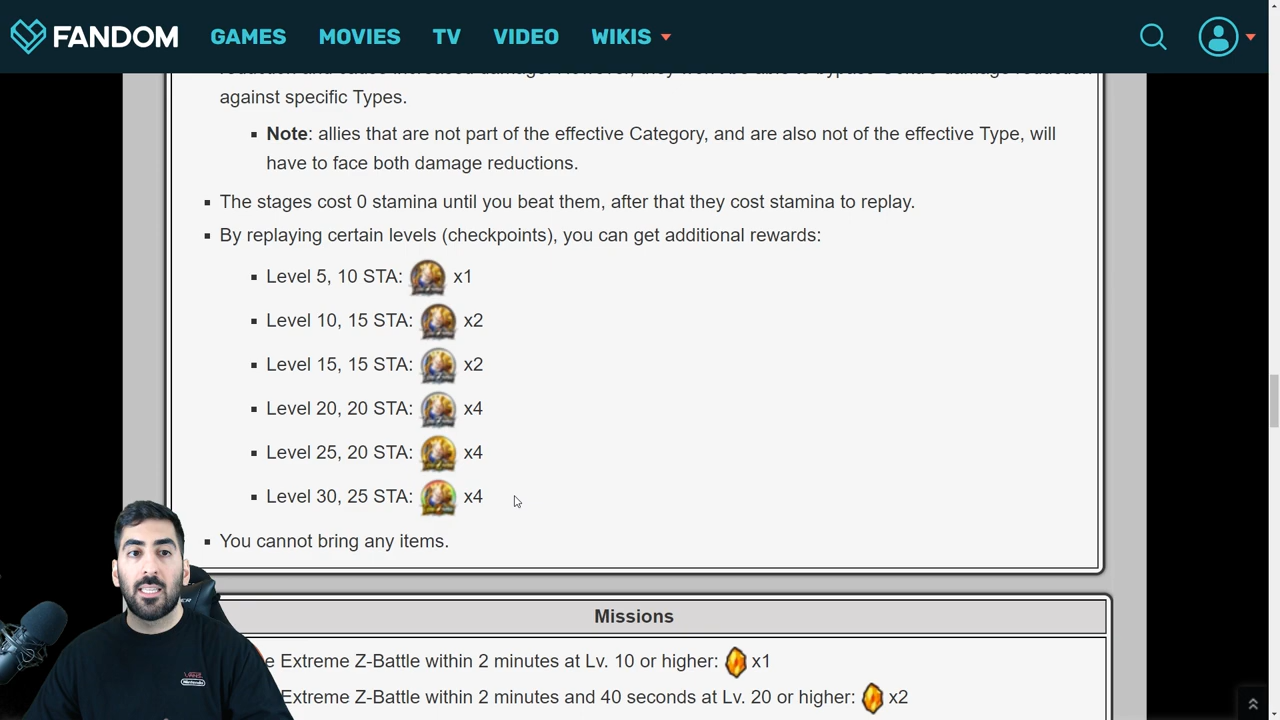 FANDOM GAMES MOVIES TV VIDEO WIKIS
against specific Types.
Note: allies that are not part of the effective Category, and are also not of the effective Type, will
have to face both damage reductions.
The stages cost 0 stamina until you beat them, after that they cost stamina to replay.
By replaying certain levels (checkpoints), you can get additional rewards:
Level 5, 10 STA: x1
Level 10, 15 STA: x2
Level 15, 15 STA: x2
Level 20, 20 STA: x4
Level 25, 20 STA: x4
Level 30, 25 STA: x4
You cannot bring any items.
Missions
Extreme Z-Battle within 2 minutes at Lv. 10 or higher: x1
Extreme Z-Battle within 2 minutes and 40 seconds at Lv. 20 or higher: x2